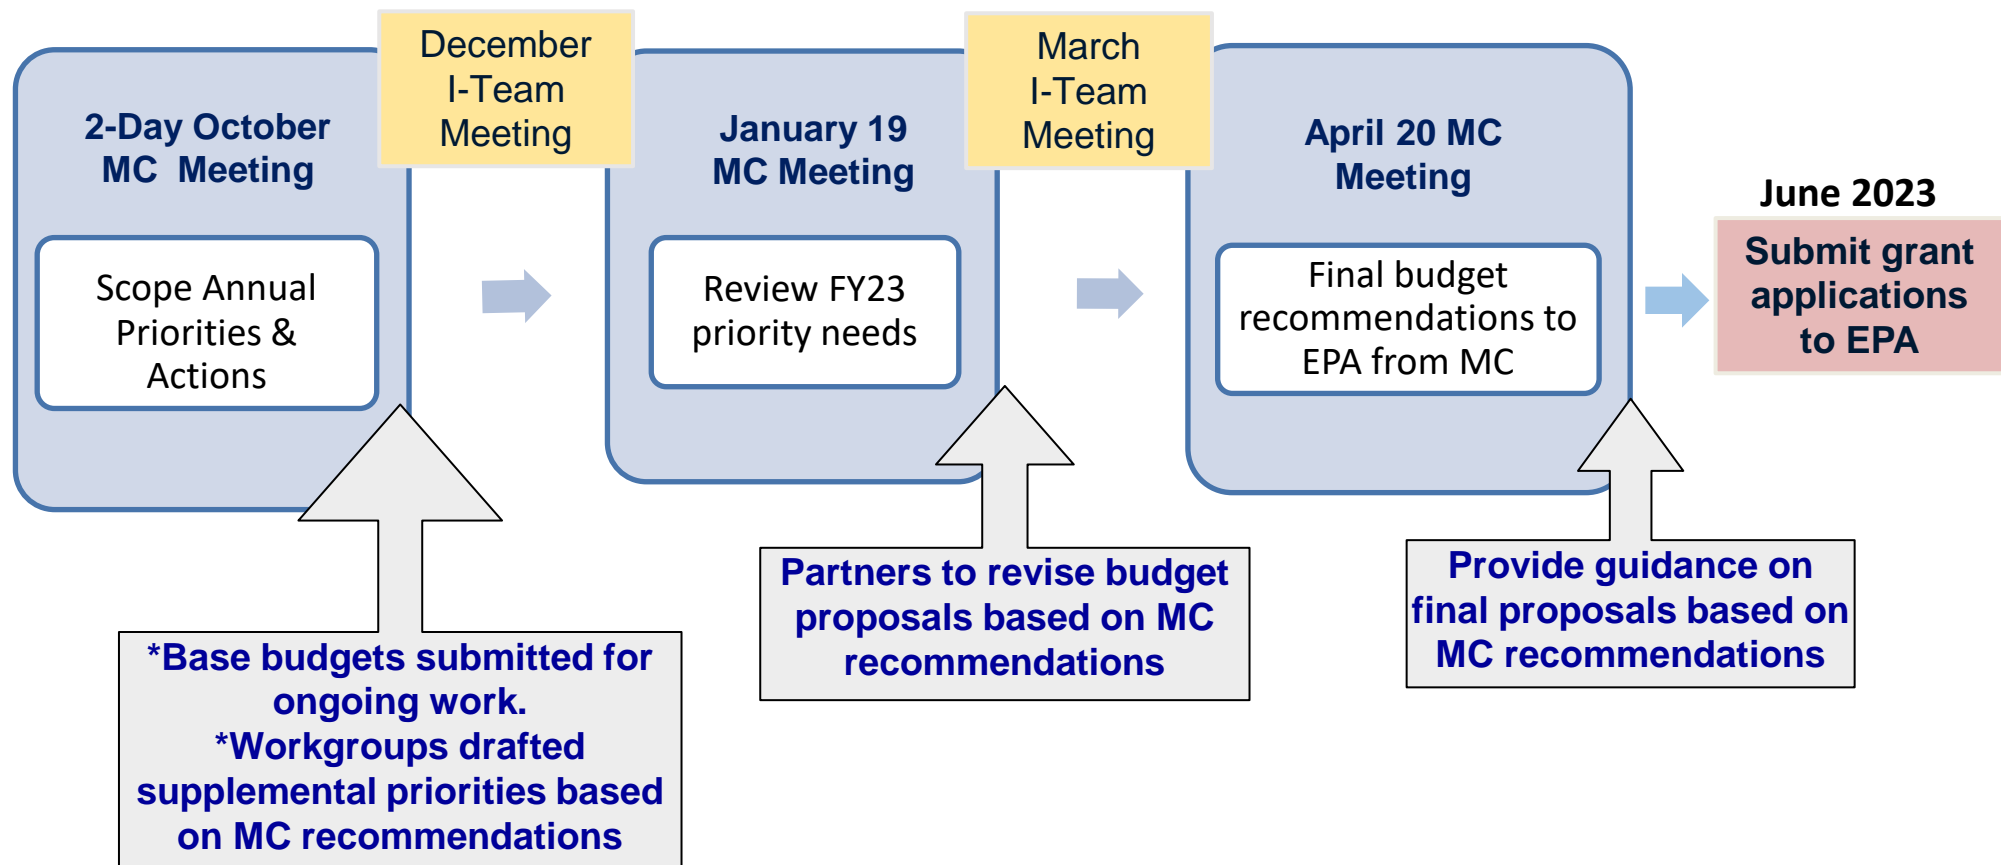 2-Day October
MC Meeting
Scope Annual
Priorities &
Actions
December
I-Team
Meeting
January 19
MC Meeting
Review FY23
priority needs
March
I-Team
Meeting
April 20 MC
Meeting
Final budget
recommendations to
EPA from MC
June 2023
Submit grant
applications
to EPA
*Base budgets submitted for
ongoing work.
*Workgroups drafted
supplemental priorities based
on MC recommendations
Partners to revise budget
proposals based on MC
recommendations
Provide guidance on
final proposals based on
MC recommendations